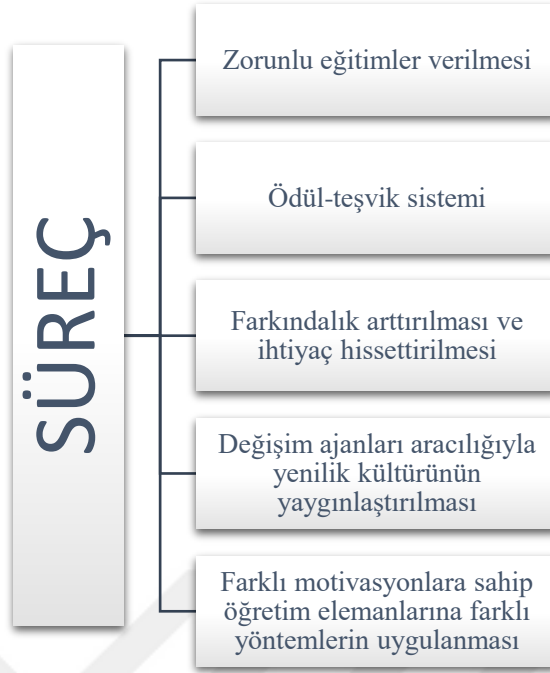 SÜREÇ
Zorunlu eğitimler verilmesi
Ödül-teşvik sistemi
Farkındalık arttırılması ve
ihtiyaç hissettirilmesi
Değişim ajanları aracılığıyla
yenilik kültürünün
yaygınlaştırılması
Farklı motivasyonlara sahip
öğretim elemanlarına farklı
yöntemlerin uygulanması